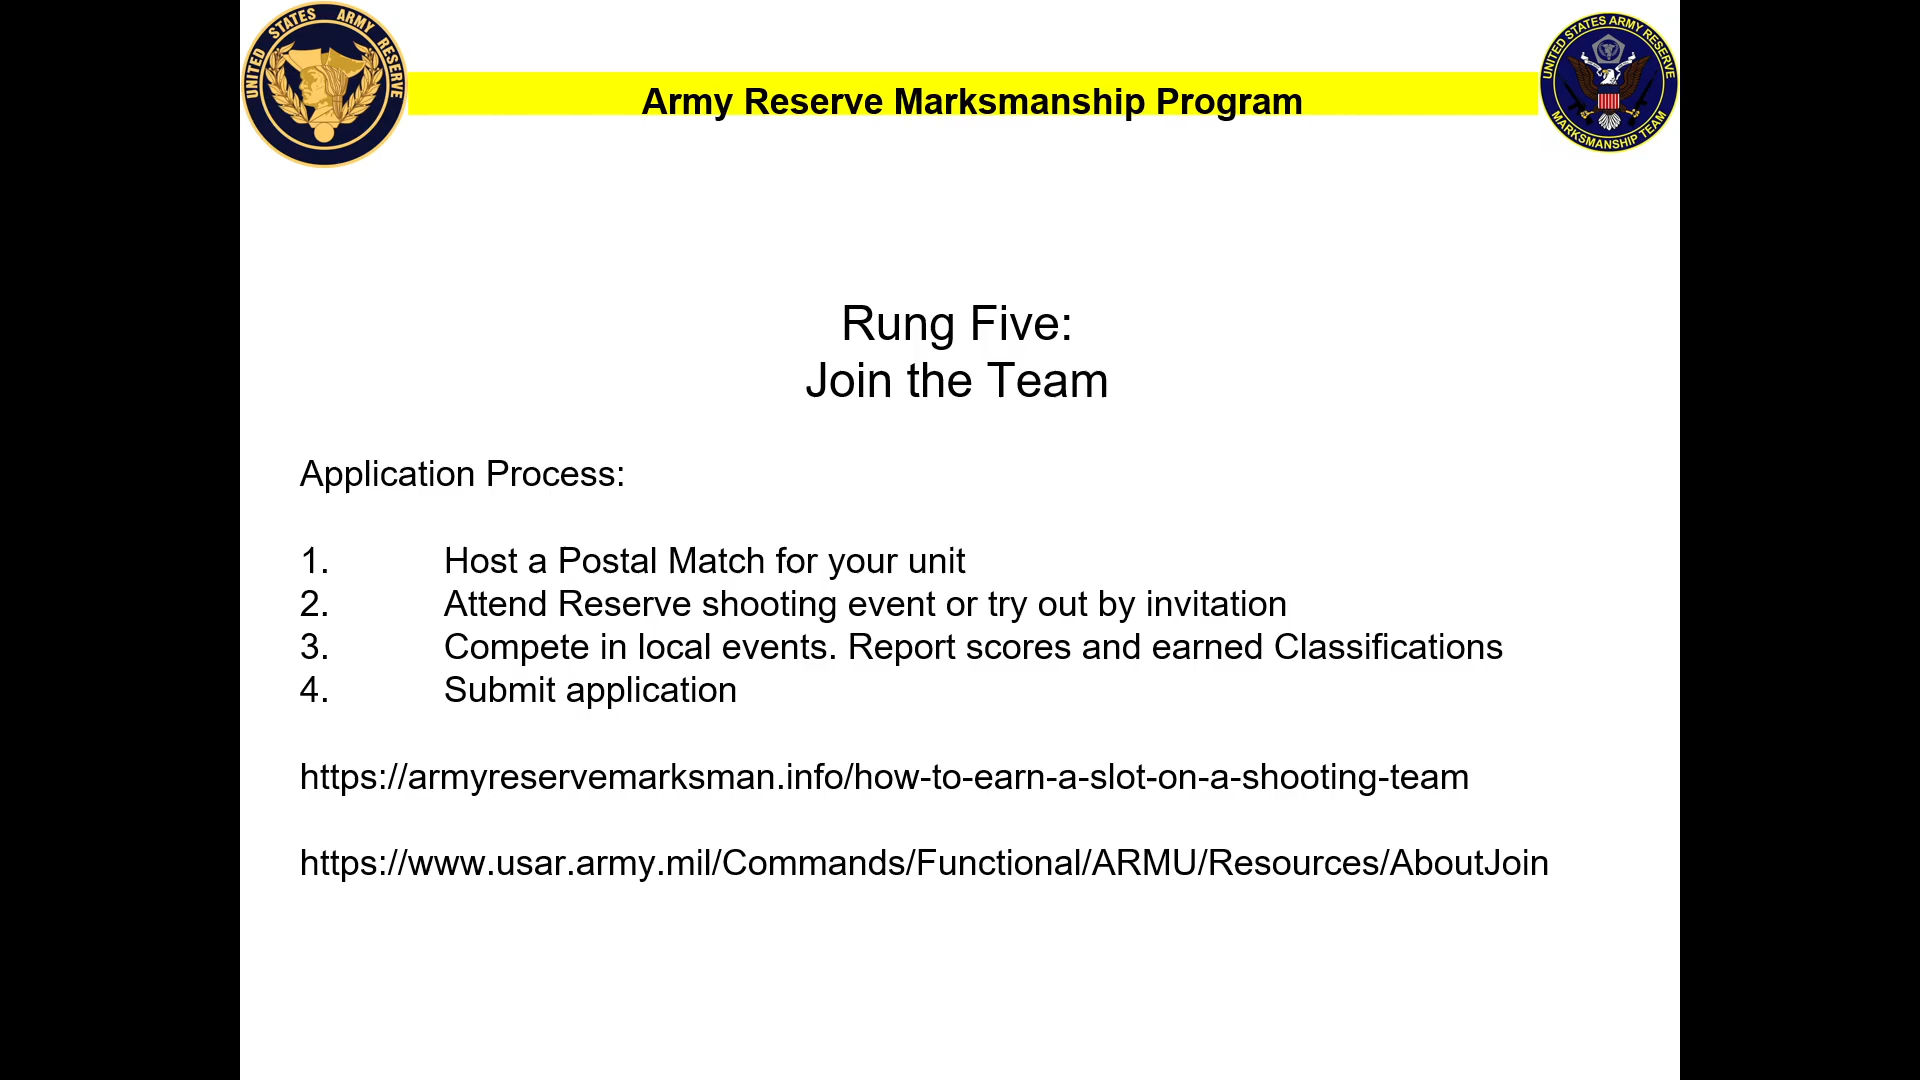 UNITED STATES ARMY RESERVE
Army Reserve Marksmanship Program
UNITED STATES ARMY RESERVE
MARKSMANSHIP TEAM
Rung Five:
Join the Team
Application Process:
1. Host a Postal Match for your unit
2. Attend Reserve shooting event or try out by invitation
3. Compete in local events. Report scores and earned Classifications
4. Submit application
https://armyreservemarksman.info/how-to-earn-a-slot-on-a-shooting-team
https://www.usar.army.mil/Commands/Functional/ARMU/Resources/AboutJoin